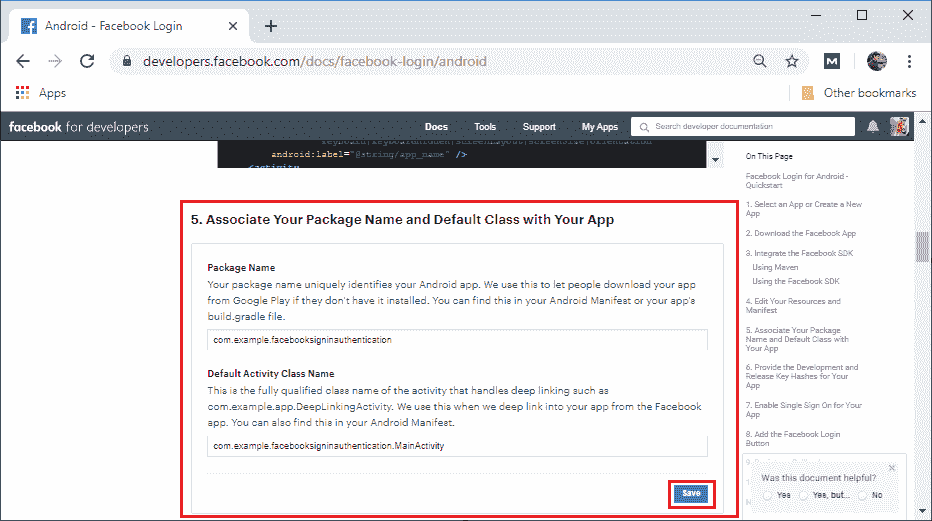 Android - Facebook Login
developers.facebook.com/docs/facebook-login/android
Apps
Other bookmarks
facebook for developers
Docs
Tools
Support
My Apps
Search developer documentation
android:label="@string/app_name" />
On This Page
Facebook Login for Android -
Quickstart
1. Select an App or Create a New
App
2. Download the Facebook App
3. Integrate the Facebook SDK
Using Maven
Using the Facebook SDK
4. Edit Your Resources and
Manifest
5. Associate Your Package
Name and Default Class with
Your App
6. Provide the Development and
Release Key Hashes for Your
App
7. Enable Single Sign On for Your
App
8. Add the Facebook Login
Button
5. Associate Your Package Name and Default Class with Your App
Package Name
Your package name uniquely identifies your Android app. We use this to let people download your app
from Google Play if they don't have it installed. You can find this in your Android Manifest or your app's
build.gradle file.
com.example.facebooksigninauthentication
Default Activity Class Name
This is the fully qualified class name of the activity that handles deep linking such as
com.example.app.DeepLinkingActivity. We use this when we deep link into your app from the Facebook
app. You can also find this in your Android Manifest.
com.example.facebooksigninauthentication.MainActivity
Save
Was this document helpful?
Yes
Yes, but...
No